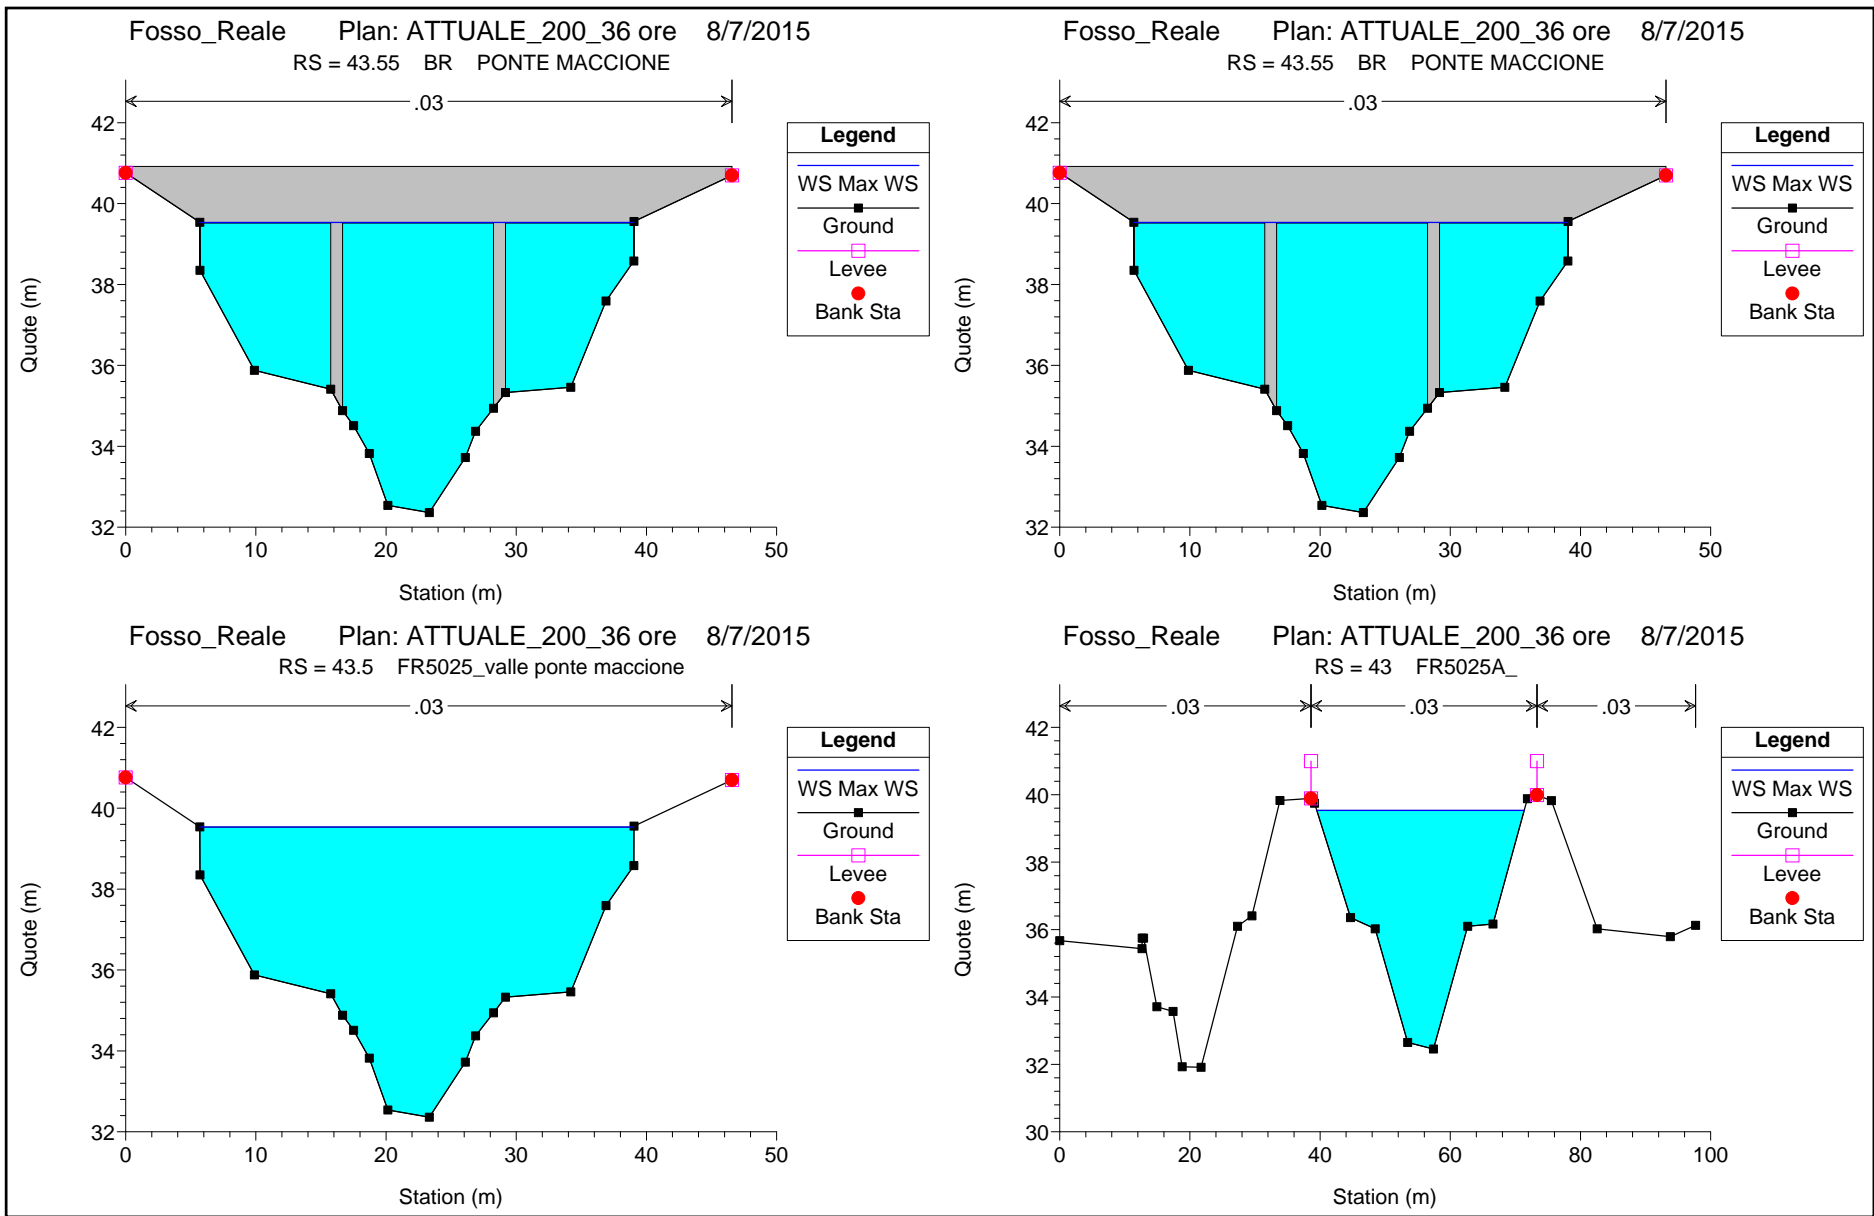 Fosso_Reale Plan: ATTUALE_200_36 ore 8/7/2015
RS = 43.55 BR PONTE MACCIONE
.03
42
40
38
36
34
32
0 10 20 30 40 50
Quote (m)
Station (m)
Legend
WS Max WS
Ground
Levee
Bank Sta
Fosso_Reale Plan: ATTUALE_200_36 ore 8/7/2015
RS = 43.55 BR PONTE MACCIONE
.03
42
40
38
36
34
32
0 10 20 30 40 50
Quote (m)
Station (m)
Legend
WS Max WS
Ground
Levee
Bank Sta
Fosso_Reale Plan: ATTUALE_200_36 ore 8/7/2015
RS = 43.5 FR5025_valle ponte maccione
.03
42
40
38
36
34
32
0 10 20 30 40 50
Quote (m)
Station (m)
Legend
WS Max WS
Ground
Levee
Bank Sta
Fosso_Reale Plan: ATTUALE_200_36 ore 8/7/2015
RS = 43 FR5025A_
.03 .03 .03
42
40
38
36
34
32
30
0 20 40 60 80 100
Quote (m)
Station (m)
Legend
WS Max WS
Ground
Levee
Bank Sta